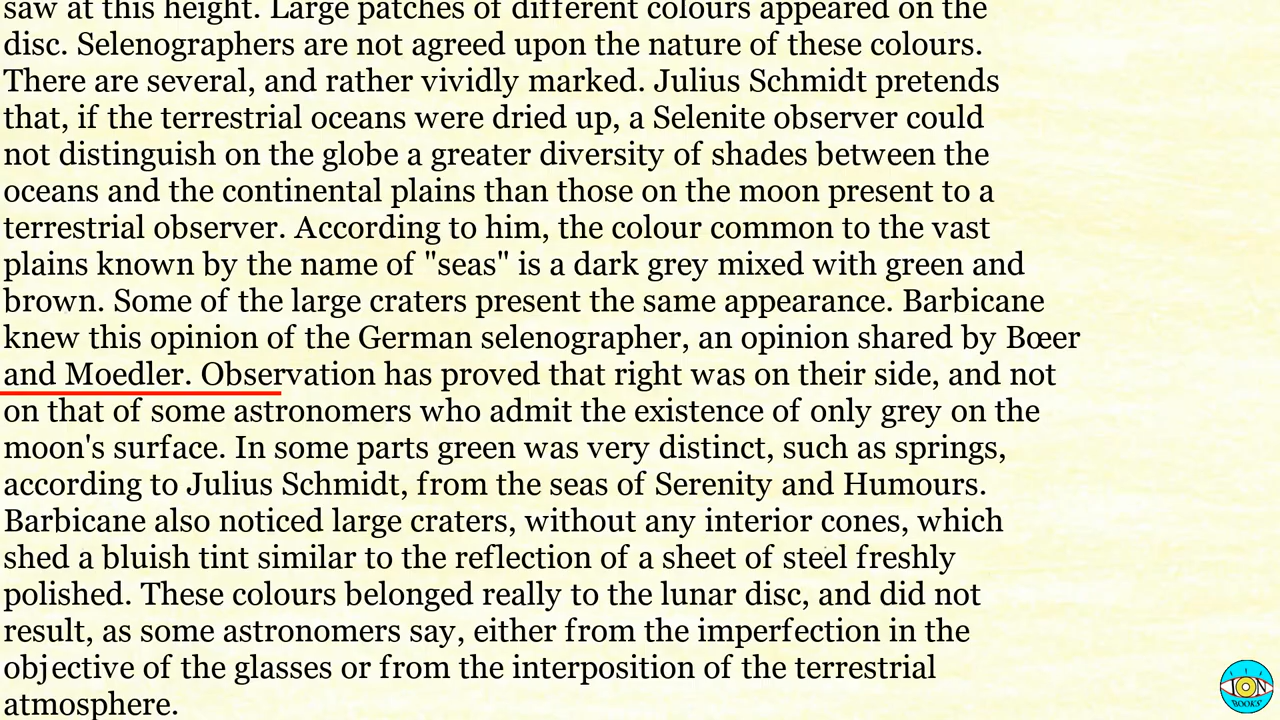 saw at this height. Large patches of different colours appeared on the
disc. Selenographers are not agreed upon the nature of these colours.
There are several, and rather vividly marked. Julius Schmidt pretends
that, if the terrestrial oceans were dried up, a Selenite observer could
not distinguish on the globe a greater diversity of shades between the
oceans and the continental plains than those on the moon present to a
terrestrial observer. According to him, the colour common to the vast
plains known by the name of "seas" is a dark grey mixed with green and
brown. Some of the large craters present the same appearance. Barbicane
knew this opinion of the German selenographer, an opinion shared by Bœer
and Moedler. Observation has proved that right was on their side, and not
on that of some astronomers who admit the existence of only grey on the
moon's surface. In some parts green was very distinct, such as springs,
according to Julius Schmidt, from the seas of Serenity and Humours.
Barbicane also noticed large craters, without any interior cones, which
shed a bluish tint similar to the reflection of a sheet of steel freshly
polished. These colours belonged really to the lunar disc, and did not
result, as some astronomers say, either from the imperfection in the
objective of the glasses or from the interposition of the terrestrial
atmosphere.
ION
BOOKS